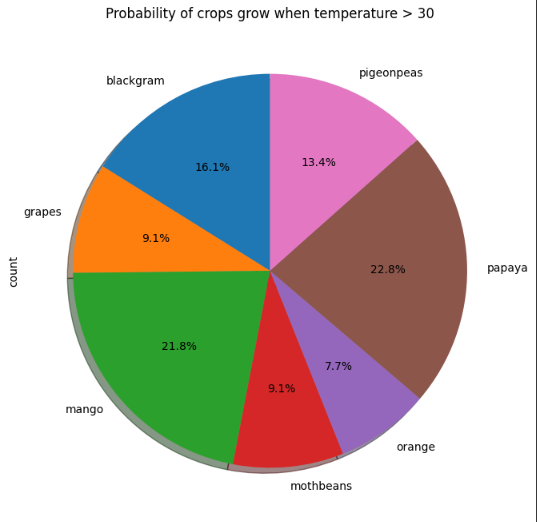 Probability of crops grow when temperature > 30
pigeonpeas
blackgram
13.4%
16.1%
grapes
9.1%
count
22.8%
papaya
21.8%
7.7%
9.1%
mango
orange
mothbeans